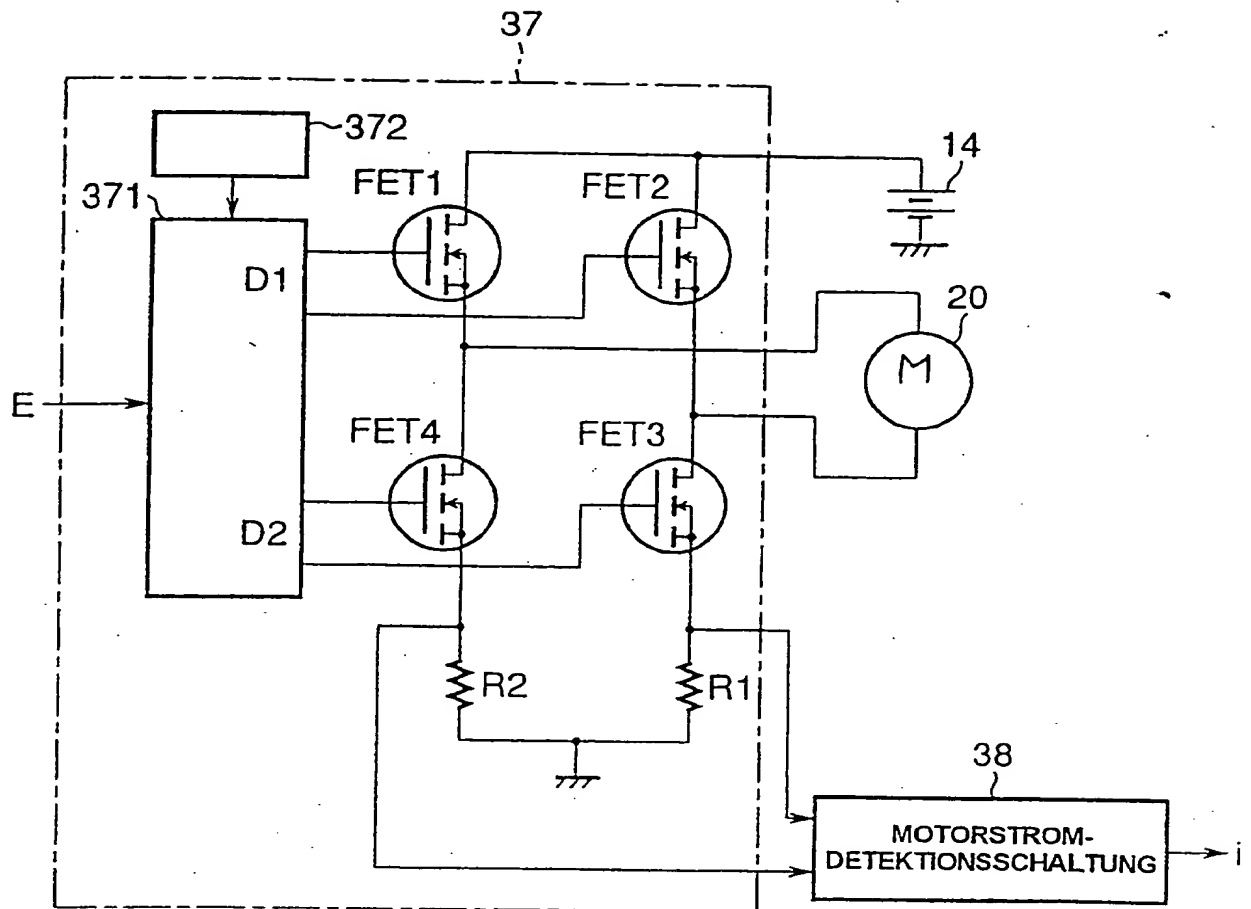 37
372
14
FET1
FET2
371
D1
20
M
E
FET4
FET3
D2
R2
R1
38
MOTORSTROM-
DETEKTIONSSCHALTUNG
i